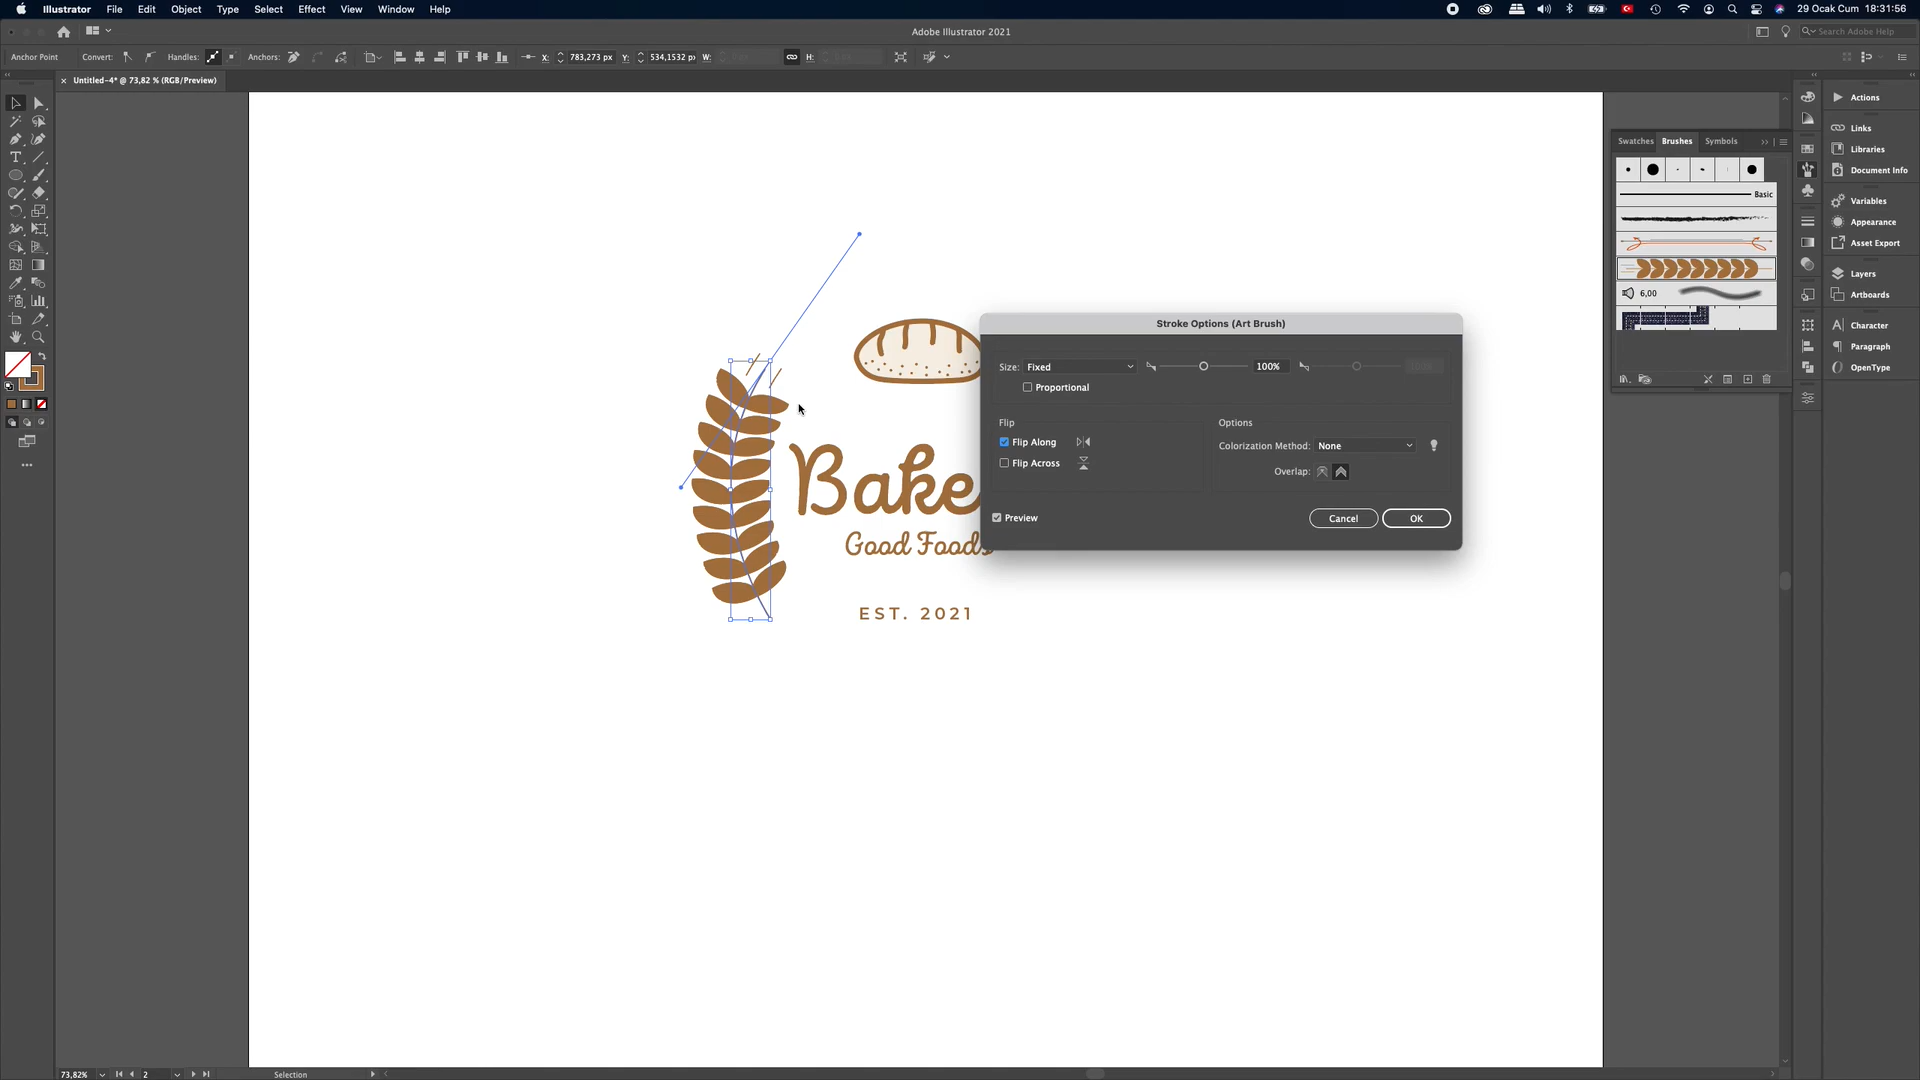 Illustrator File Edit Object Type Select Effect View Window Help
29 Ocak Cum 18:31:56
Adobe Illustrator 2021
Search Adobe Help
Anchor Point Convert: Handles: Anchors: X: 783,273 px Y: 534,1532 px W: H:
Untitled-4* @ 73,82 % (RGB/Preview)
Swatches Brushes Symbols
Basic
6,00
Actions
Links
Libraries
Document Info
Variables
Appearance
Asset Export
Layers
Artboards
Character
Paragraph
OpenType
Stroke Options (Art Brush)
Size: Fixed 100%
Proportional
Flip
Flip Along
Flip Across
Options
Colorization Method: None
Overlap:
Preview
Cancel OK
Bake
Good Foods
EST. 2021
73,82% 2 Selection